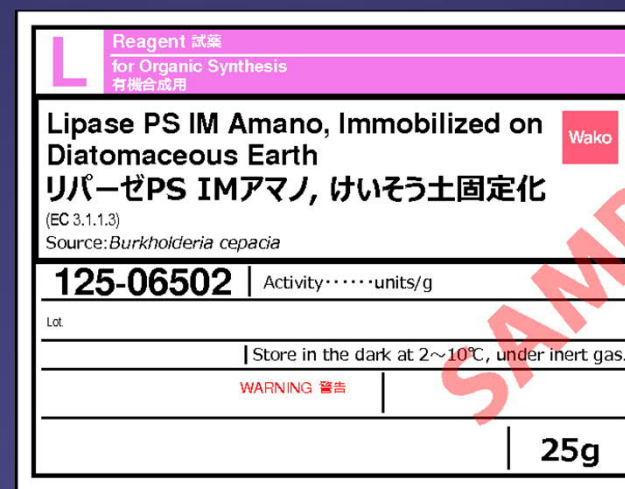 L
Reagent 試薬
for Organic Synthesis
有機合成用
Lipase PS IM Amano, Immobilized on
Diatomaceous Earth
Wako
リパーゼPS IMアマノ, けいそう土固定化
(EC 3.1.1.3)
Source:Burkholderia cepacia
125-06502
Activity‥‥‥units/g
Lot.
Store in the dark at 2～10℃, under inert gas.
WARNING 警告
25g
SAMP